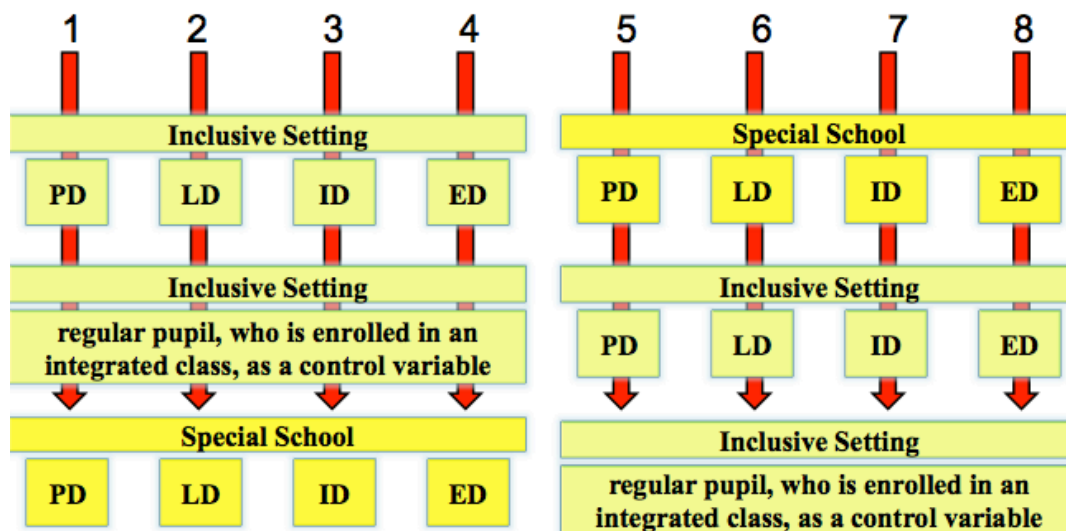 1 2 3 4
Inclusive Setting
PD LD ID ED
Inclusive Setting
regular pupil, who is enrolled in an
integrated class, as a control variable
Special School
PD LD ID ED
5 6 7 8
Special School
PD LD ID ED
Inclusive Setting
PD LD ID ED
Inclusive Setting
regular pupil, who is enrolled in an
integrated class, as a control variable